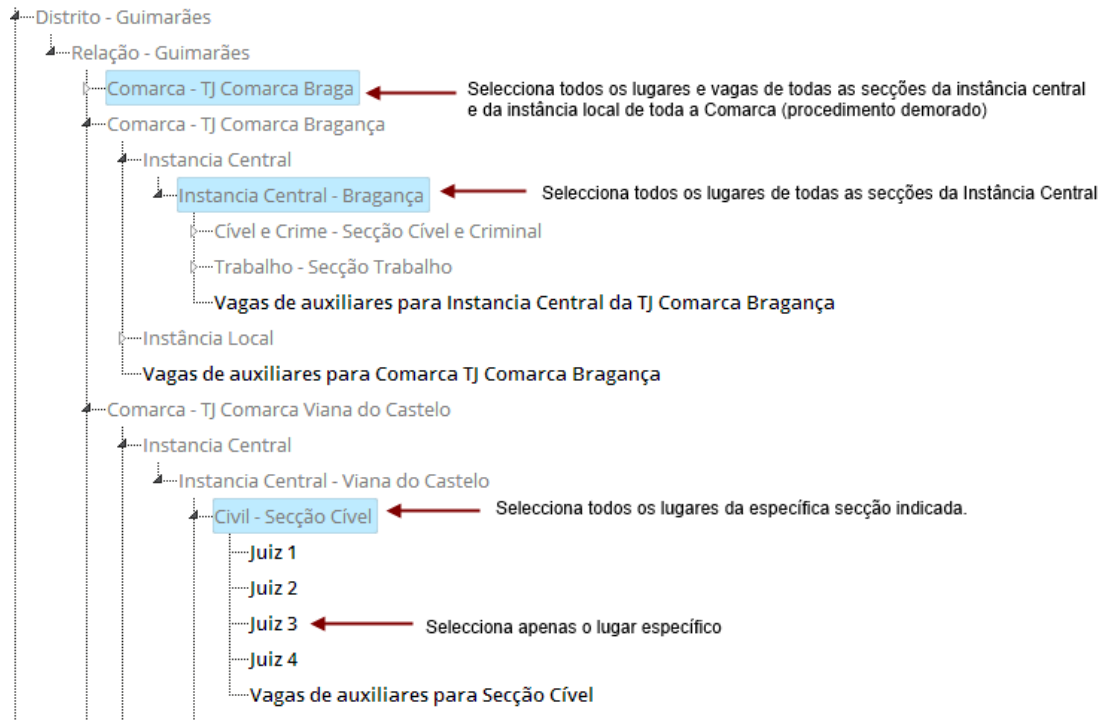 Distrito - Guimarães
Relação - Guimarães
Comarca - TJ Comarca Braga
Selecciona todos os lugares e vagas de todas as secções da instância central
e da instância local de toda a Comarca (procedimento demorado)
Comarca - TJ Comarca Bragança
Instancia Central
Instancia Central - Bragança
Selecciona todos os lugares de todas as secções da Instância Central
Cível e Crime - Secção Cível e Criminal
Trabalho - Secção Trabalho
Vagas de auxiliares para Instancia Central da TJ Comarca Bragança
Instância Local
Vagas de auxiliares para Comarca TJ Comarca Bragança
Comarca - TJ Comarca Viana do Castelo
Instancia Central
Instancia Central - Viana do Castelo
Civil - Secção Cível
Selecciona todos os lugares da específica secção indicada.
Juiz 1
Juiz 2
Juiz 3
Selecciona apenas o lugar específico
Juiz 4
Vagas de auxiliares para Secção Cível